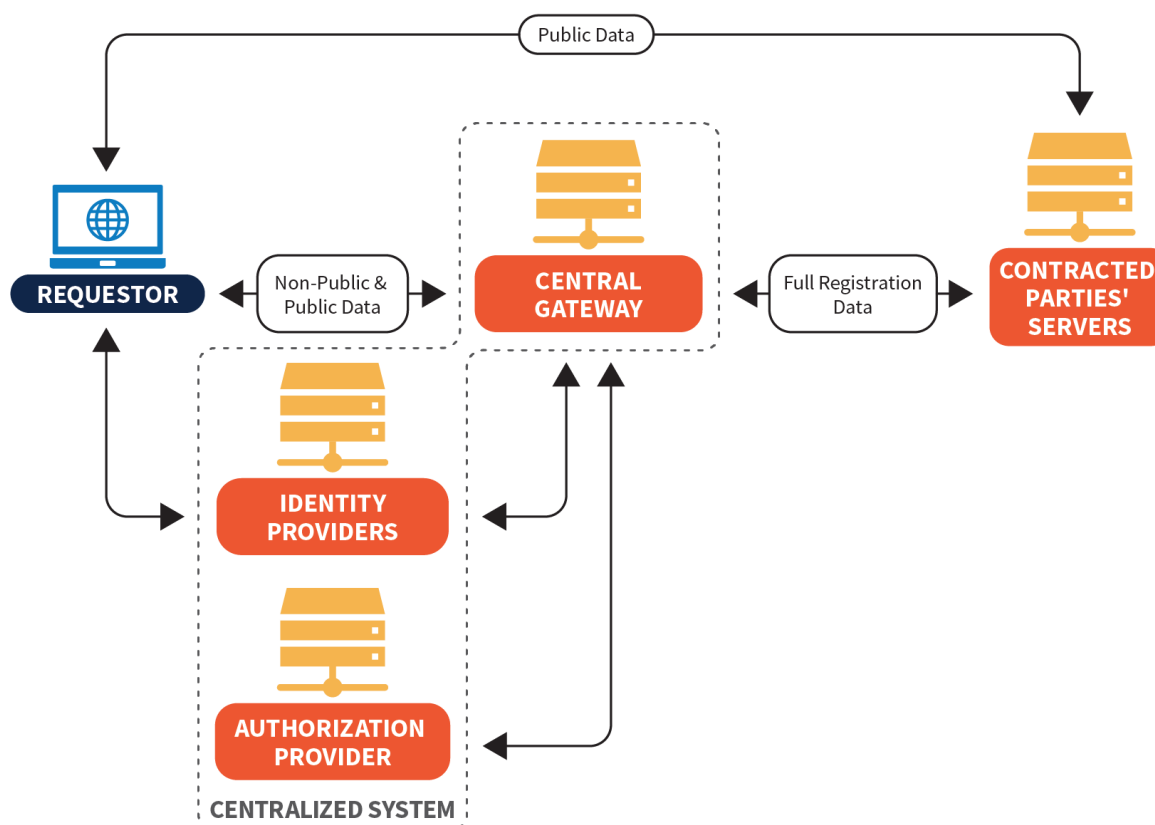 Public Data
REQUESTOR
Non-Public &
Public Data
CENTRAL
GATEWAY
Full Registration
Data
CONTRACTED
PARTIES'
SERVERS
IDENTITY
PROVIDERS
AUTHORIZATION
PROVIDER
CENTRALIZED SYSTEM